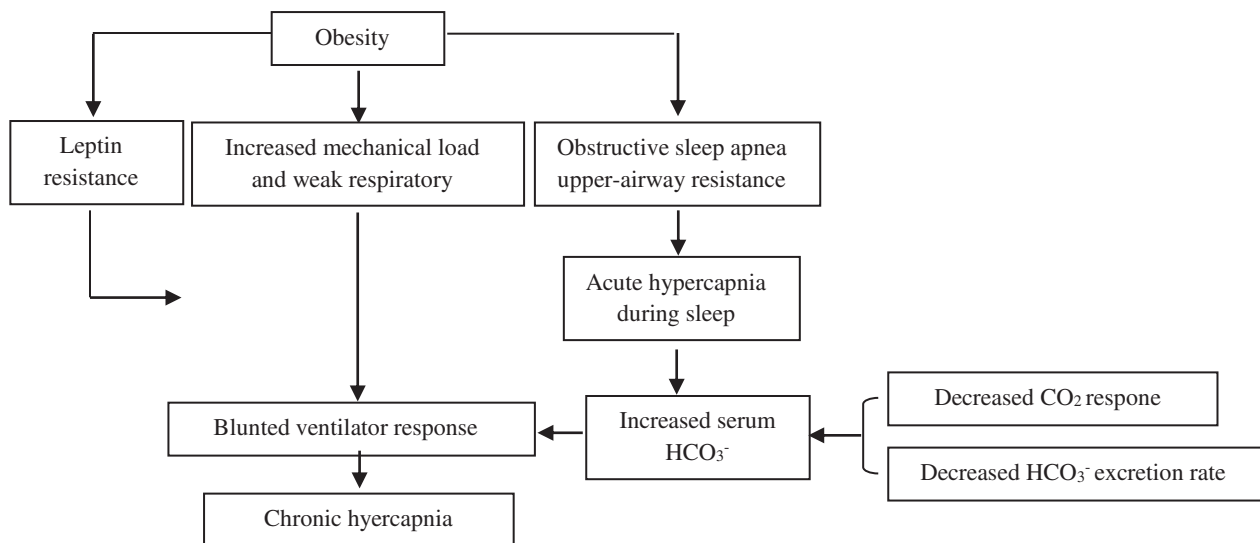 Obesity
Leptin
resistance
Increased mechanical load
and weak respiratory
Obstructive sleep apnea
upper-airway resistance
Acute hypercapnia
during sleep
Blunted ventilator response
Increased serum
HCO₃⁻
Decreased CO₂ respone
Decreased HCO₃⁻ excretion rate
Chronic hyercapnia